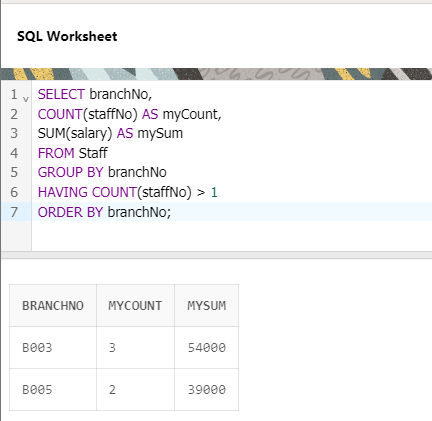 SQL Worksheet
1 SELECT branchNo,
2 COUNT(staffNo) AS myCount,
3 SUM(salary) AS mySum
4 FROM Staff
5 GROUP BY branchNo
6 HAVING COUNT(staffNo) > 1
7 ORDER BY branchNo;
BRANCHNO MYCOUNT MYSUM
B003 3 54000
B005 2 39000